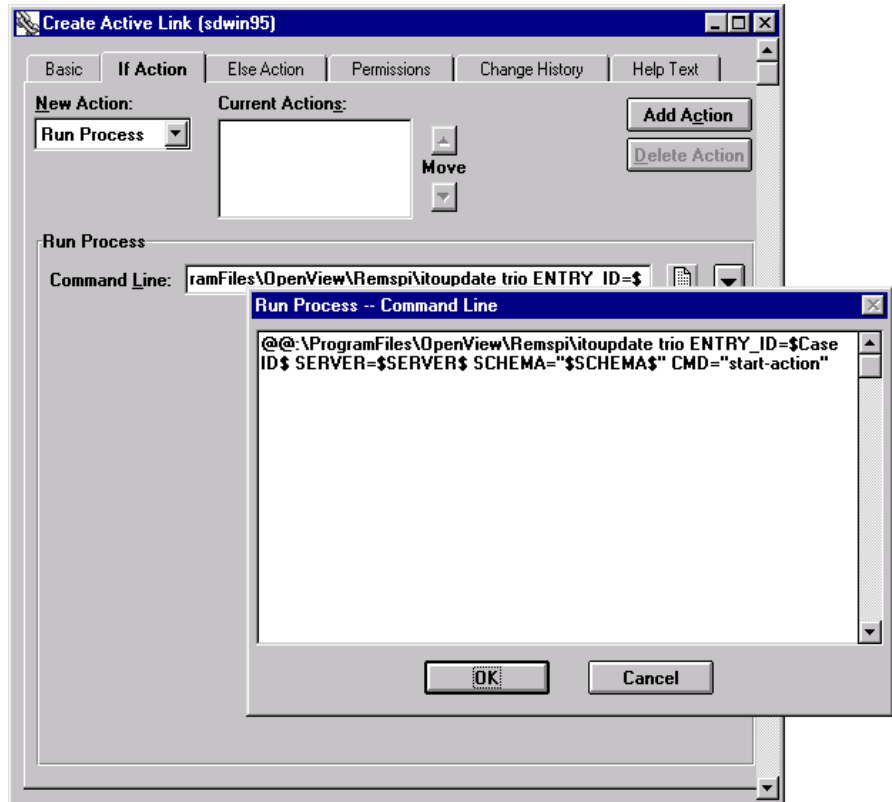 Create Active Link (sdwin95)
Basic If Action Else Action Permissions Change History Help Text
New Action: Current Actions:
Run Process
Add Action
Delete Action
Move
Run Process
Command Line: ramFiles\OpenView\Remspi\itoupdate trio ENTRY_ID=$
Run Process -- Command Line
@@:\ProgramFiles\OpenView\Remspi\itoupdate trio ENTRY_ID=$Case
ID$ SERVER=$SERVER$ SCHEMA="$SCHEMA$" CMD="start-action"
OK Cancel